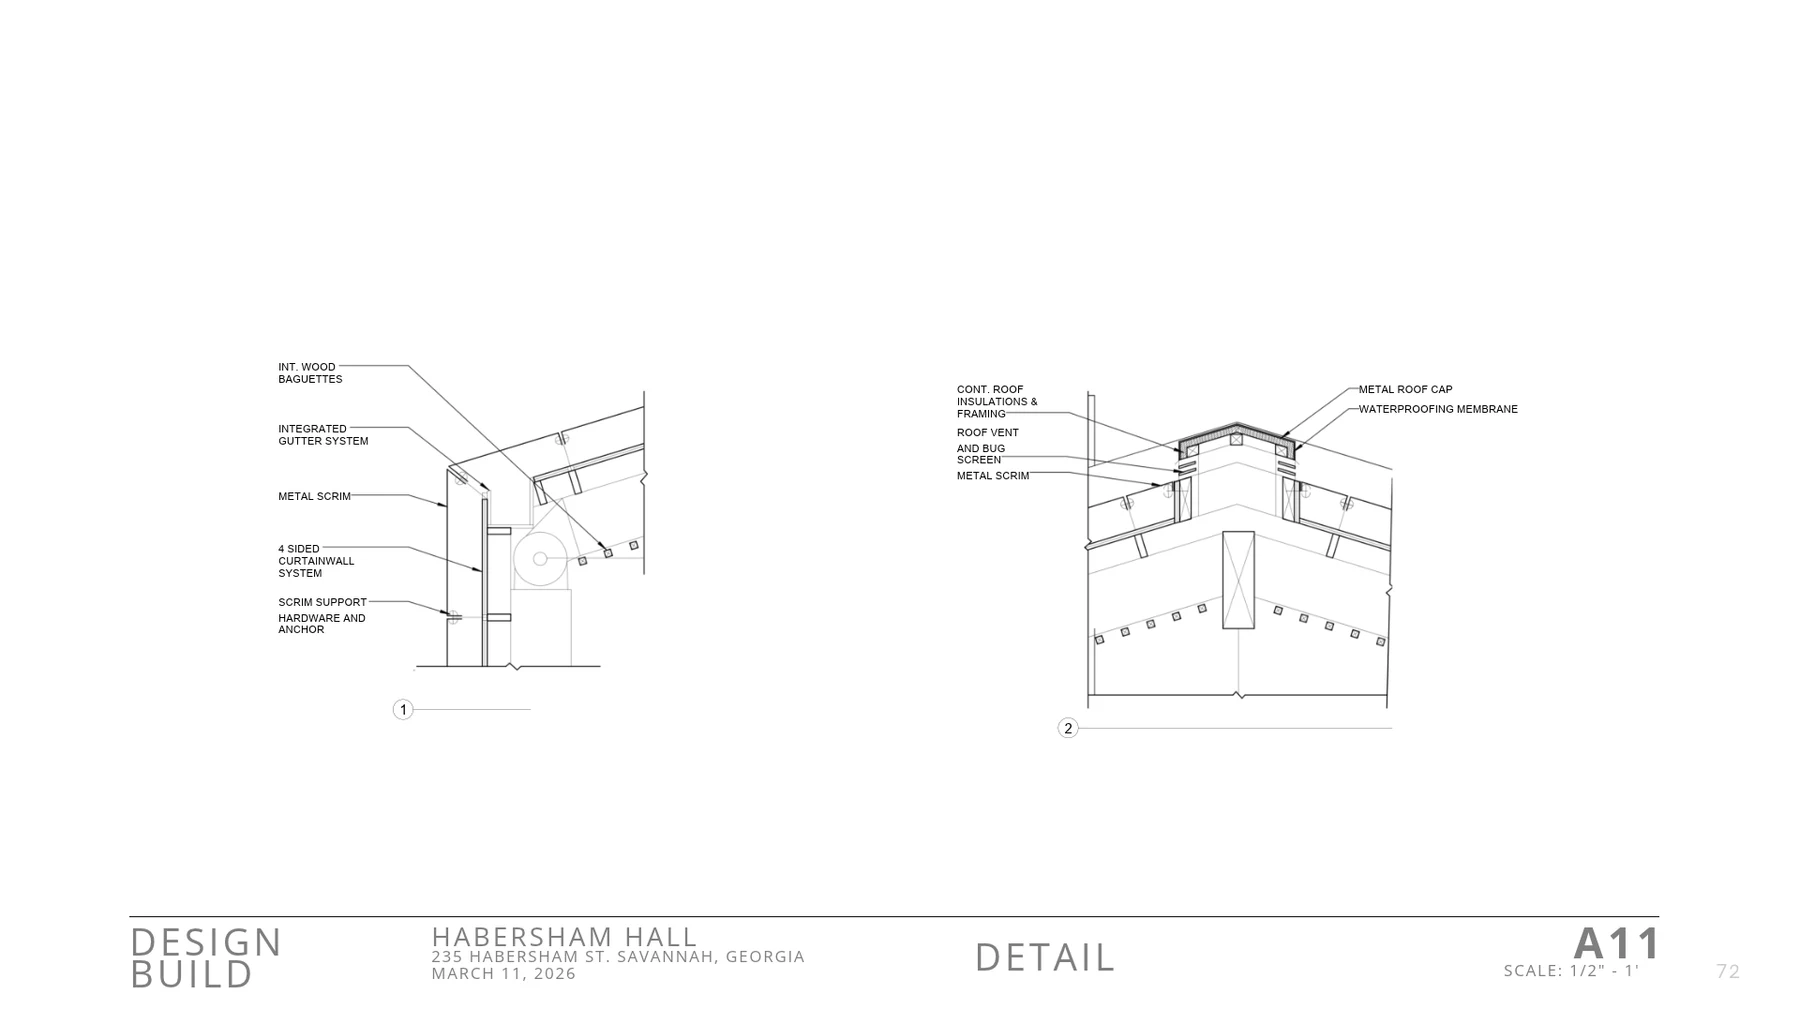 INT. WOOD
BAGUETTES
INTEGRATED
GUTTER SYSTEM
METAL SCRIM
4 SIDED
CURTAINWALL
SYSTEM
SCRIM SUPPORT
HARDWARE AND
ANCHOR
1
CONT. ROOF
INSULATIONS &
FRAMING
ROOF VENT
AND BUG
SCREEN
METAL SCRIM
METAL ROOF CAP
WATERPROOFING MEMBRANE
2
DESIGN
BUILD
HABERSHAM HALL
235 HABERSHAM ST. SAVANNAH, GEORGIA
MARCH 11, 2026
DETAIL
A11
SCALE: 1/2" - 1'
72